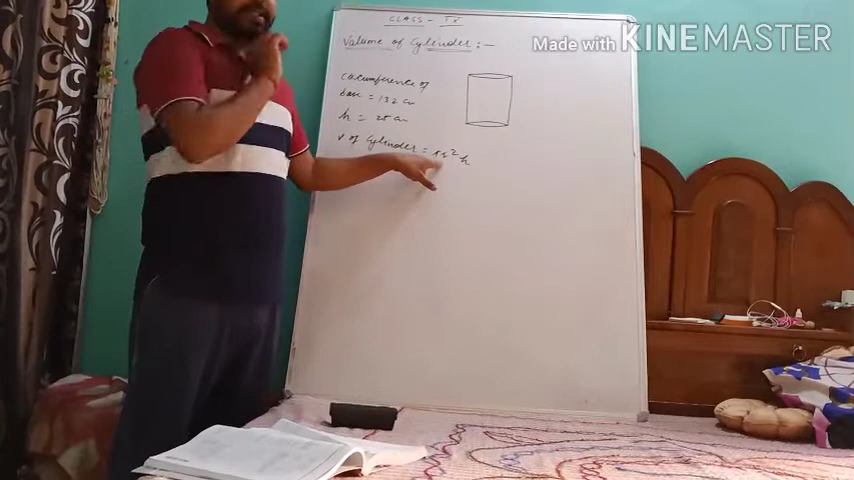 CLASS - IX
Volume of Cylinder :-
Made with KINEMASTER
circumference of
base = 132 cm
h = 25 cm
V of Cylinder = πr²h